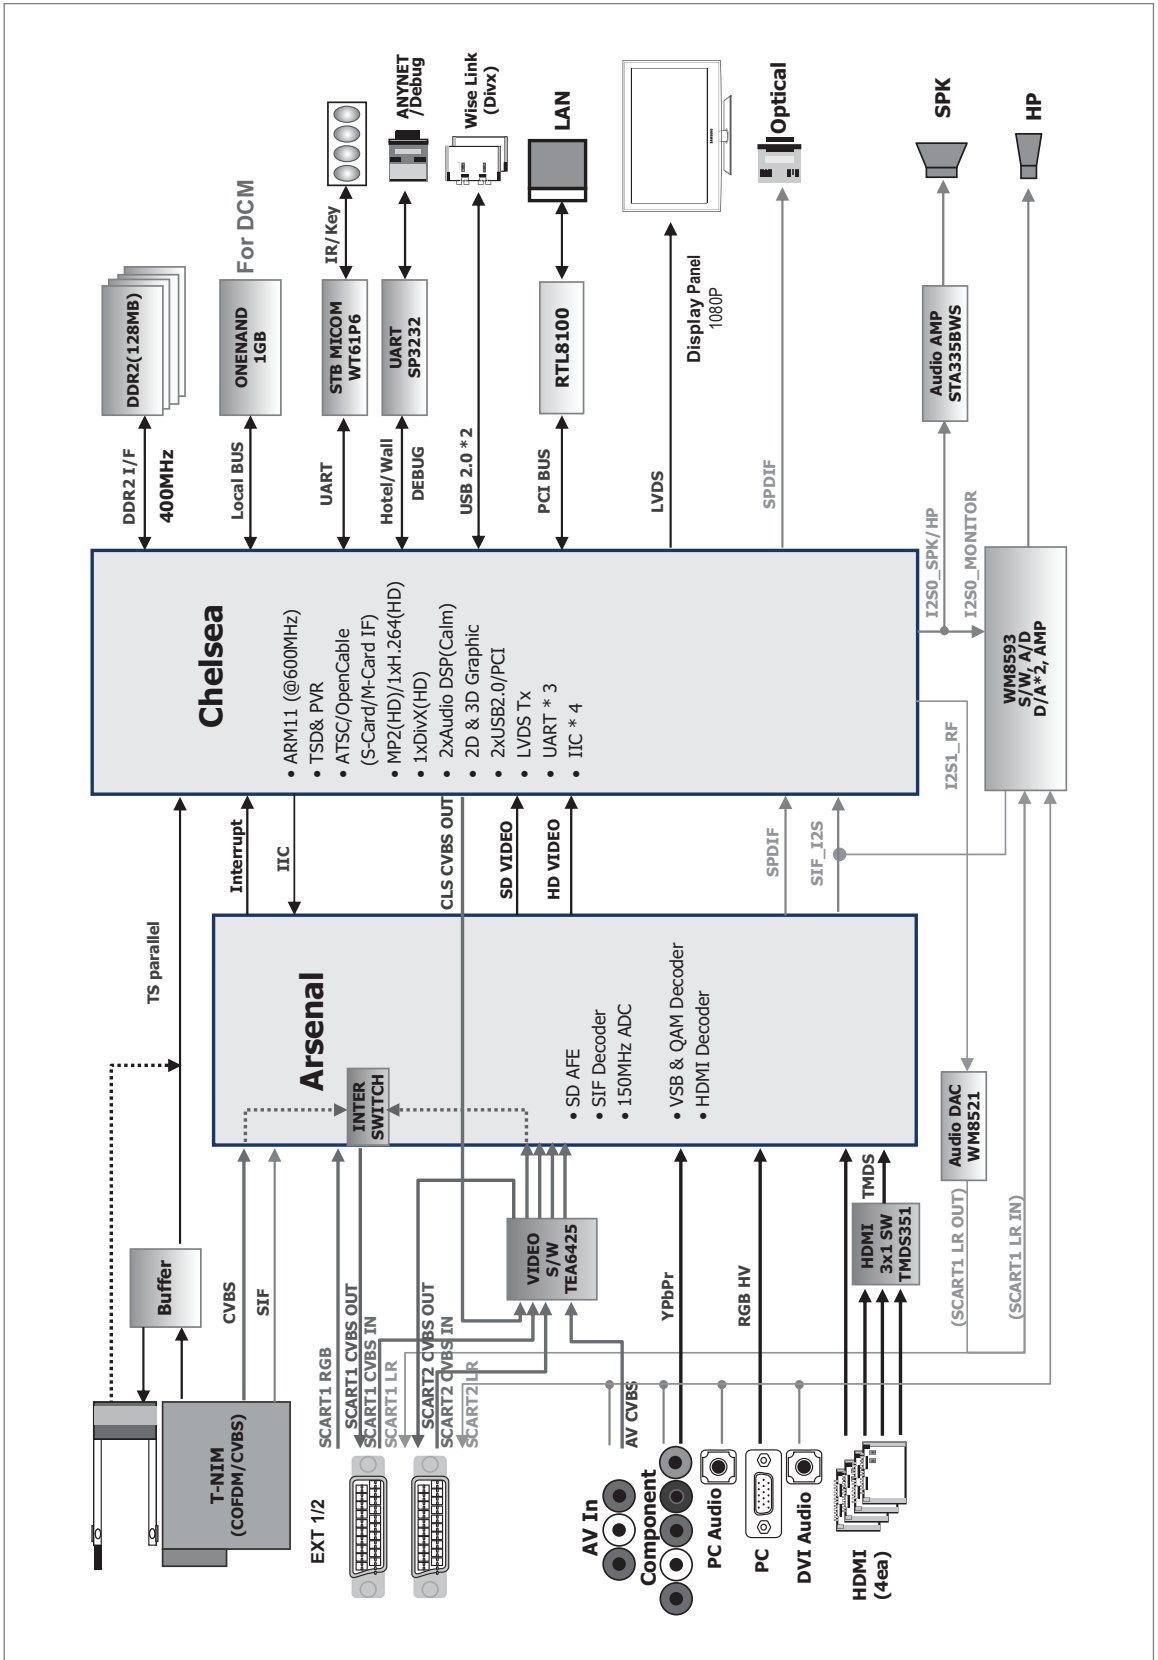 DDR2(128MB)
DDR2 I/F
400MHz
For DCM
ONENAND
1GB
Local BUS
IR/Key
STB MICOM
WT61P6
UART
ANYNET
/Debug
UART
SP3232
Hotel/Wall
DEBUG
Wise Link
(Divx)
USB 2.0 *2
LAN
RTL8100
PCI BUS
Display Panel
1080P
LVDS
Optical
SPDIF
SPK
Audio AMP
STA335BWS
I2S0_SPK/HP
HP
I2S0_MONITOR
WM8593
S/W, A/D
D/A*2, AMP
Chelsea
• ARM11 (@600MHz)
• TSD& PVR
• ATSC/OpenCable
(S-Card/M-Card IF)
• MP2(HD)/1xH.264(HD)
• 1xDivX(HD)
• 2xAudio DSP(Calm)
• 2D & 3D Graphic
• 2xUSB2.0/PCI
• LVDS Tx
• UART * 3
• IIC * 4
I2S1_RF
TS parallel
Interrupt
IIC
CLS CVBS OUT
SD VIDEO
HD VIDEO
SPDIF
SIF_I2S
Arsenal
INTER
SWITCH
• SD AFE
• SIF Decoder
• 150MHz ADC
• VSB & QAM Decoder
• HDMI Decoder
Audio DAC
WM8521
(SCART1 LR OUT)
(SCART1 LR IN)
Buffer
CVBS
SIF
SCART1 RGB
SCART1 CVBS OUT
SCART1 CVBS IN
SCART1 LR
SCART2 CVBS OUT
SCART2 CVBS IN
SCART2 LR
VIDEO
S/W
TEA6425
AV CVBS
YPbPr
RGB HV
TMDS
HDMI
3x1 SW
TMDS351
T-NIM
(COFDM/CVBS)
EXT 1/2
AV In
Component
PC Audio
PC
DVI Audio
HDMI
(4ea)